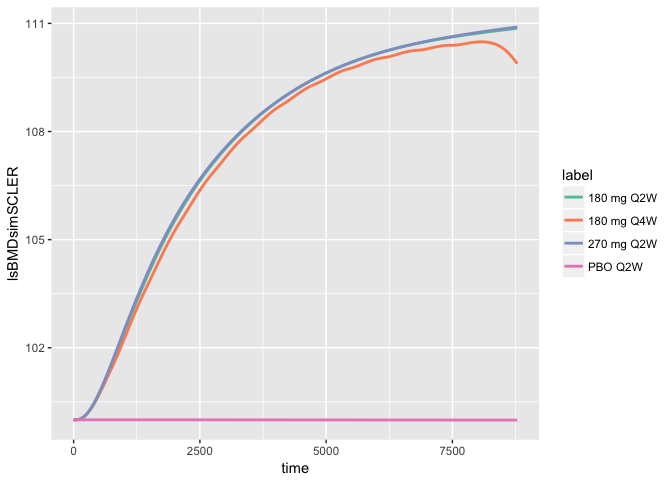 111
108
105
102
lsBMDsimSCLER
0 2500 5000 7500
time
label
180 mg Q2W
180 mg Q4W
270 mg Q2W
PBO Q2W